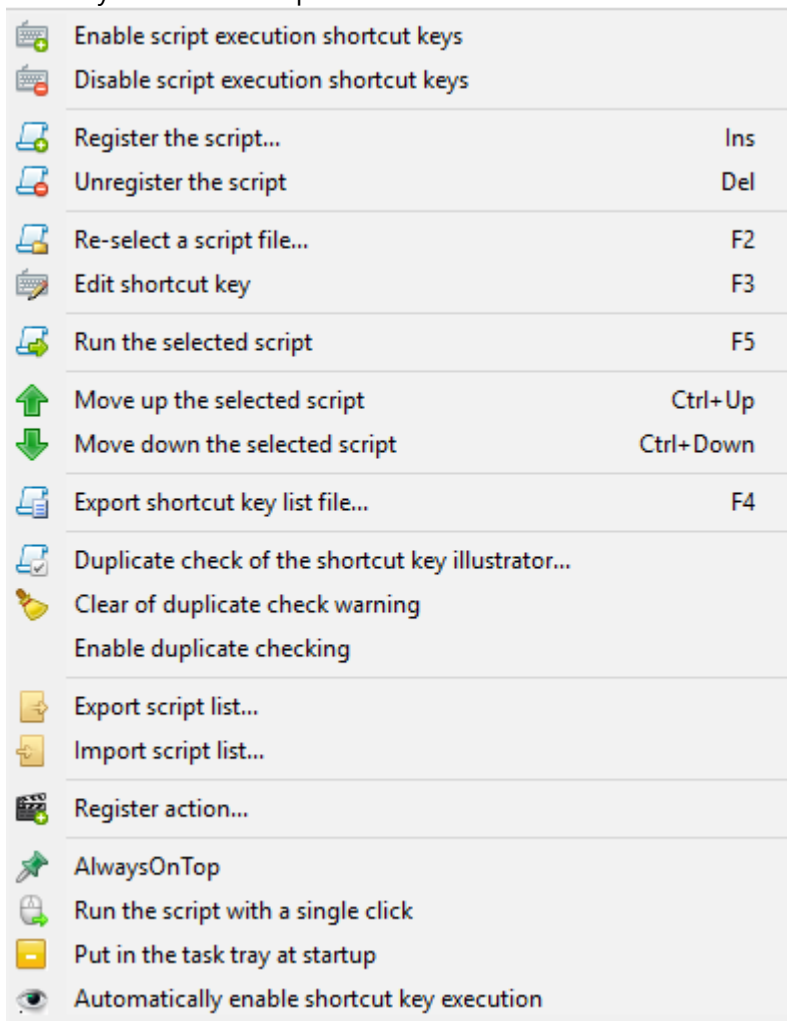 Enable script execution shortcut keys
Disable script execution shortcut keys
Register the script... Ins
Unregister the script Del
Re-select a script file... F2
Edit shortcut key F3
Run the selected script F5
Move up the selected script Ctrl+Up
Move down the selected script Ctrl+Down
Export shortcut key list file... F4
Duplicate check of the shortcut key illustrator...
Clear of duplicate check warning
Enable duplicate checking
Export script list...
Import script list...
Register action...
AlwaysOnTop
Run the script with a single click
Put in the task tray at startup
Automatically enable shortcut key execution